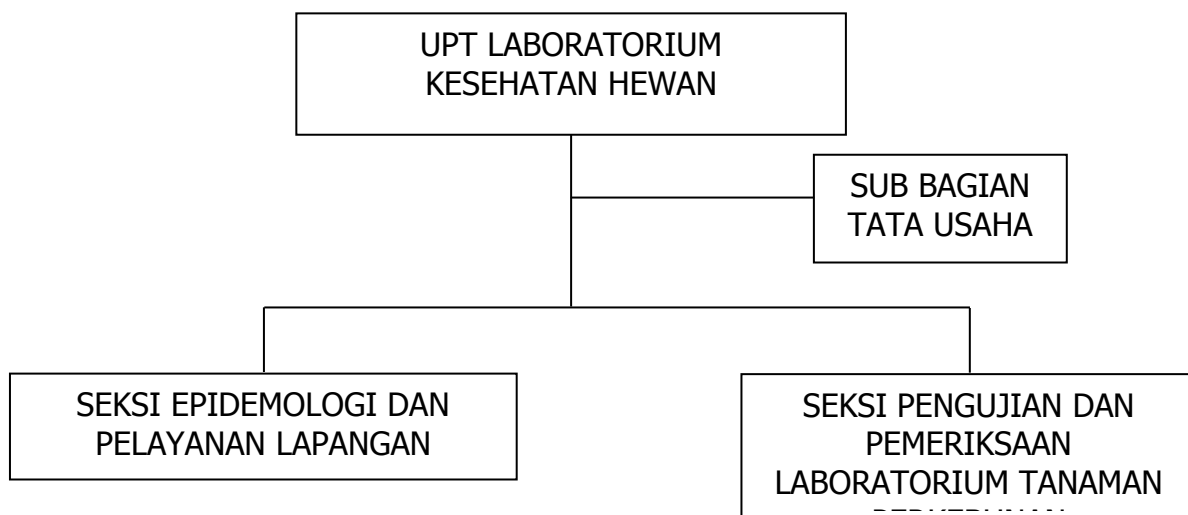 UPT LABORATORIUM
KESEHATAN HEWAN
SUB BAGIAN
TATA USAHA
SEKSI EPIDEMOLOGI DAN
PELAYANAN LAPANGAN
SEKSI PENGUJIAN DAN
PEMERIKSAAN
LABORATORIUM TANAMAN